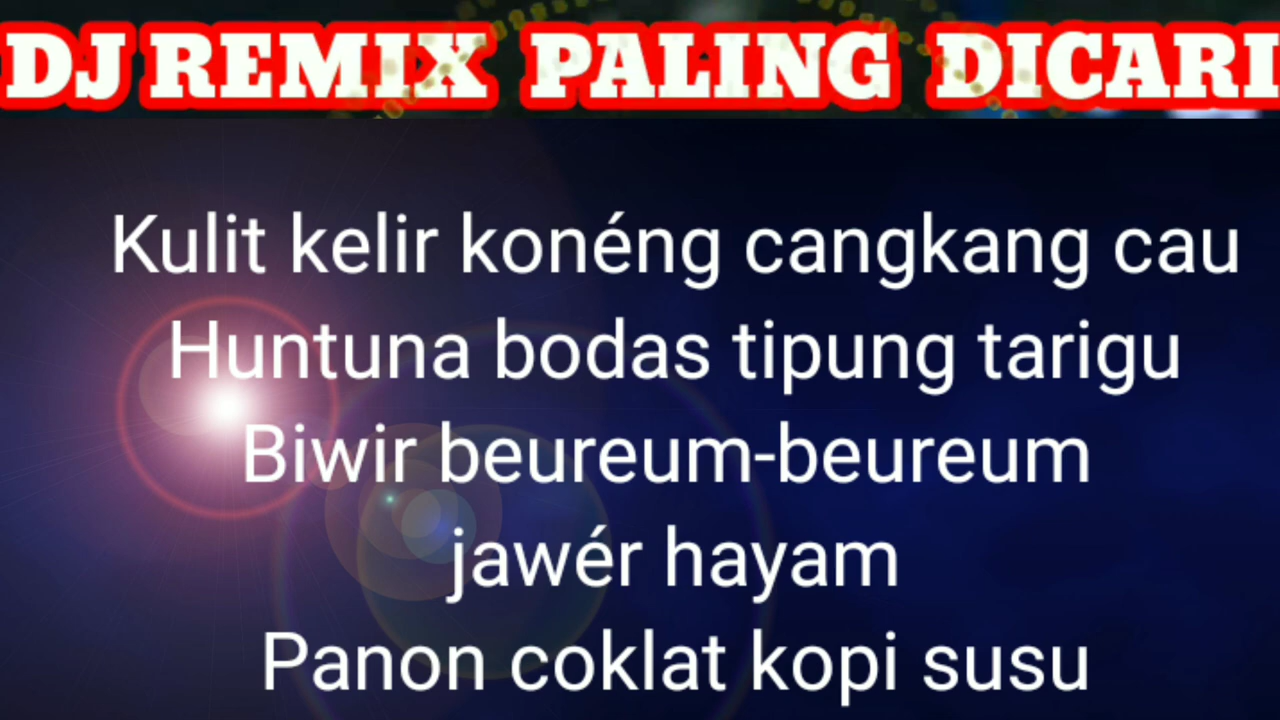 DJ REMIX PALING DICARI
Kulit kelir konéng cangkang cau
Huntuna bodas tipung tarigu
Biwir beureum-beureum
jawér hayam
Panon coklat kopi susu